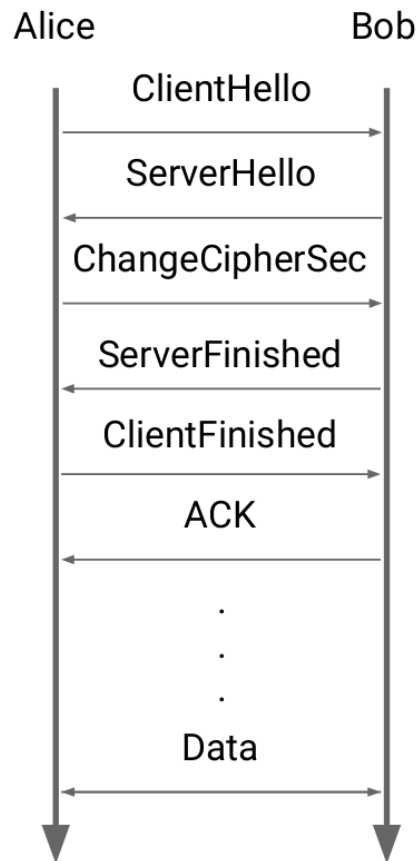 Alice Bob
ClientHello
ServerHello
ChangeCipherSec
ServerFinished
ClientFinished
ACK
.
.
.
Data